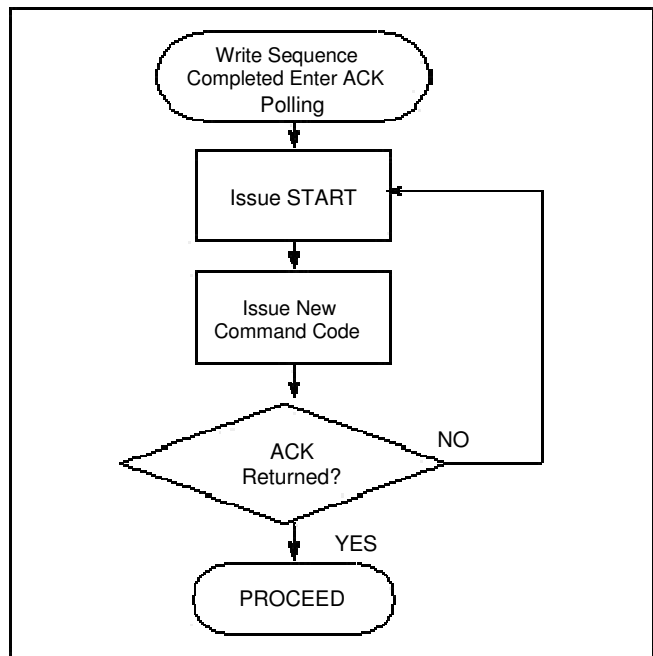 Write Sequence
Completed Enter ACK
Polling
Issue START
Issue New
Command Code
ACK
Returned?
NO
YES
PROCEED